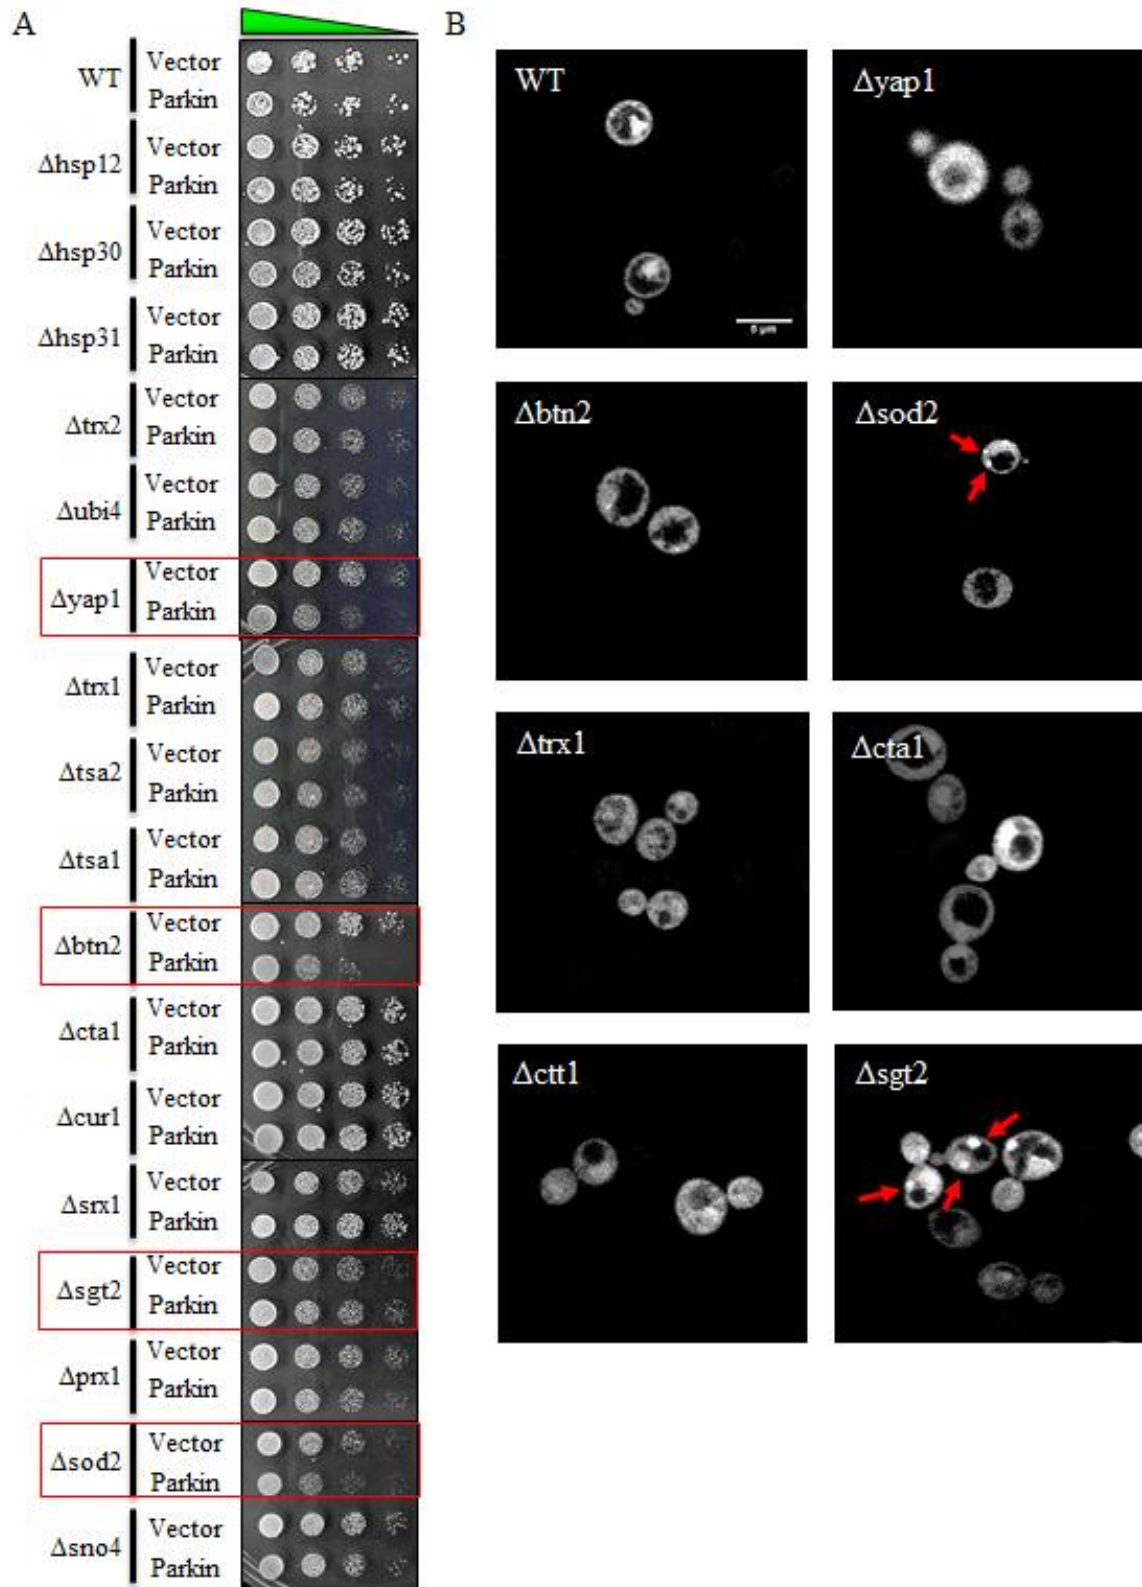 A
WT
Vector
Parkin
Δhsp12
Vector
Parkin
Δhsp30
Vector
Parkin
Δhsp31
Vector
Parkin
Δtrx2
Vector
Parkin
Δubi4
Vector
Parkin
Δyap1
Vector
Parkin
Δtrx1
Vector
Parkin
Δtsa2
Vector
Parkin
Δtsa1
Vector
Parkin
Δbtn2
Vector
Parkin
Δcta1
Vector
Parkin
Δcur1
Vector
Parkin
Δsrx1
Vector
Parkin
Δsgt2
Vector
Parkin
Δprx1
Vector
Parkin
Δsod2
Vector
Parkin
Δsno4
Vector
Parkin
B
WT
5 µm
Δyap1
Δbtn2
Δsod2
Δtrx1
Δcta1
Δctt1
Δsgt2